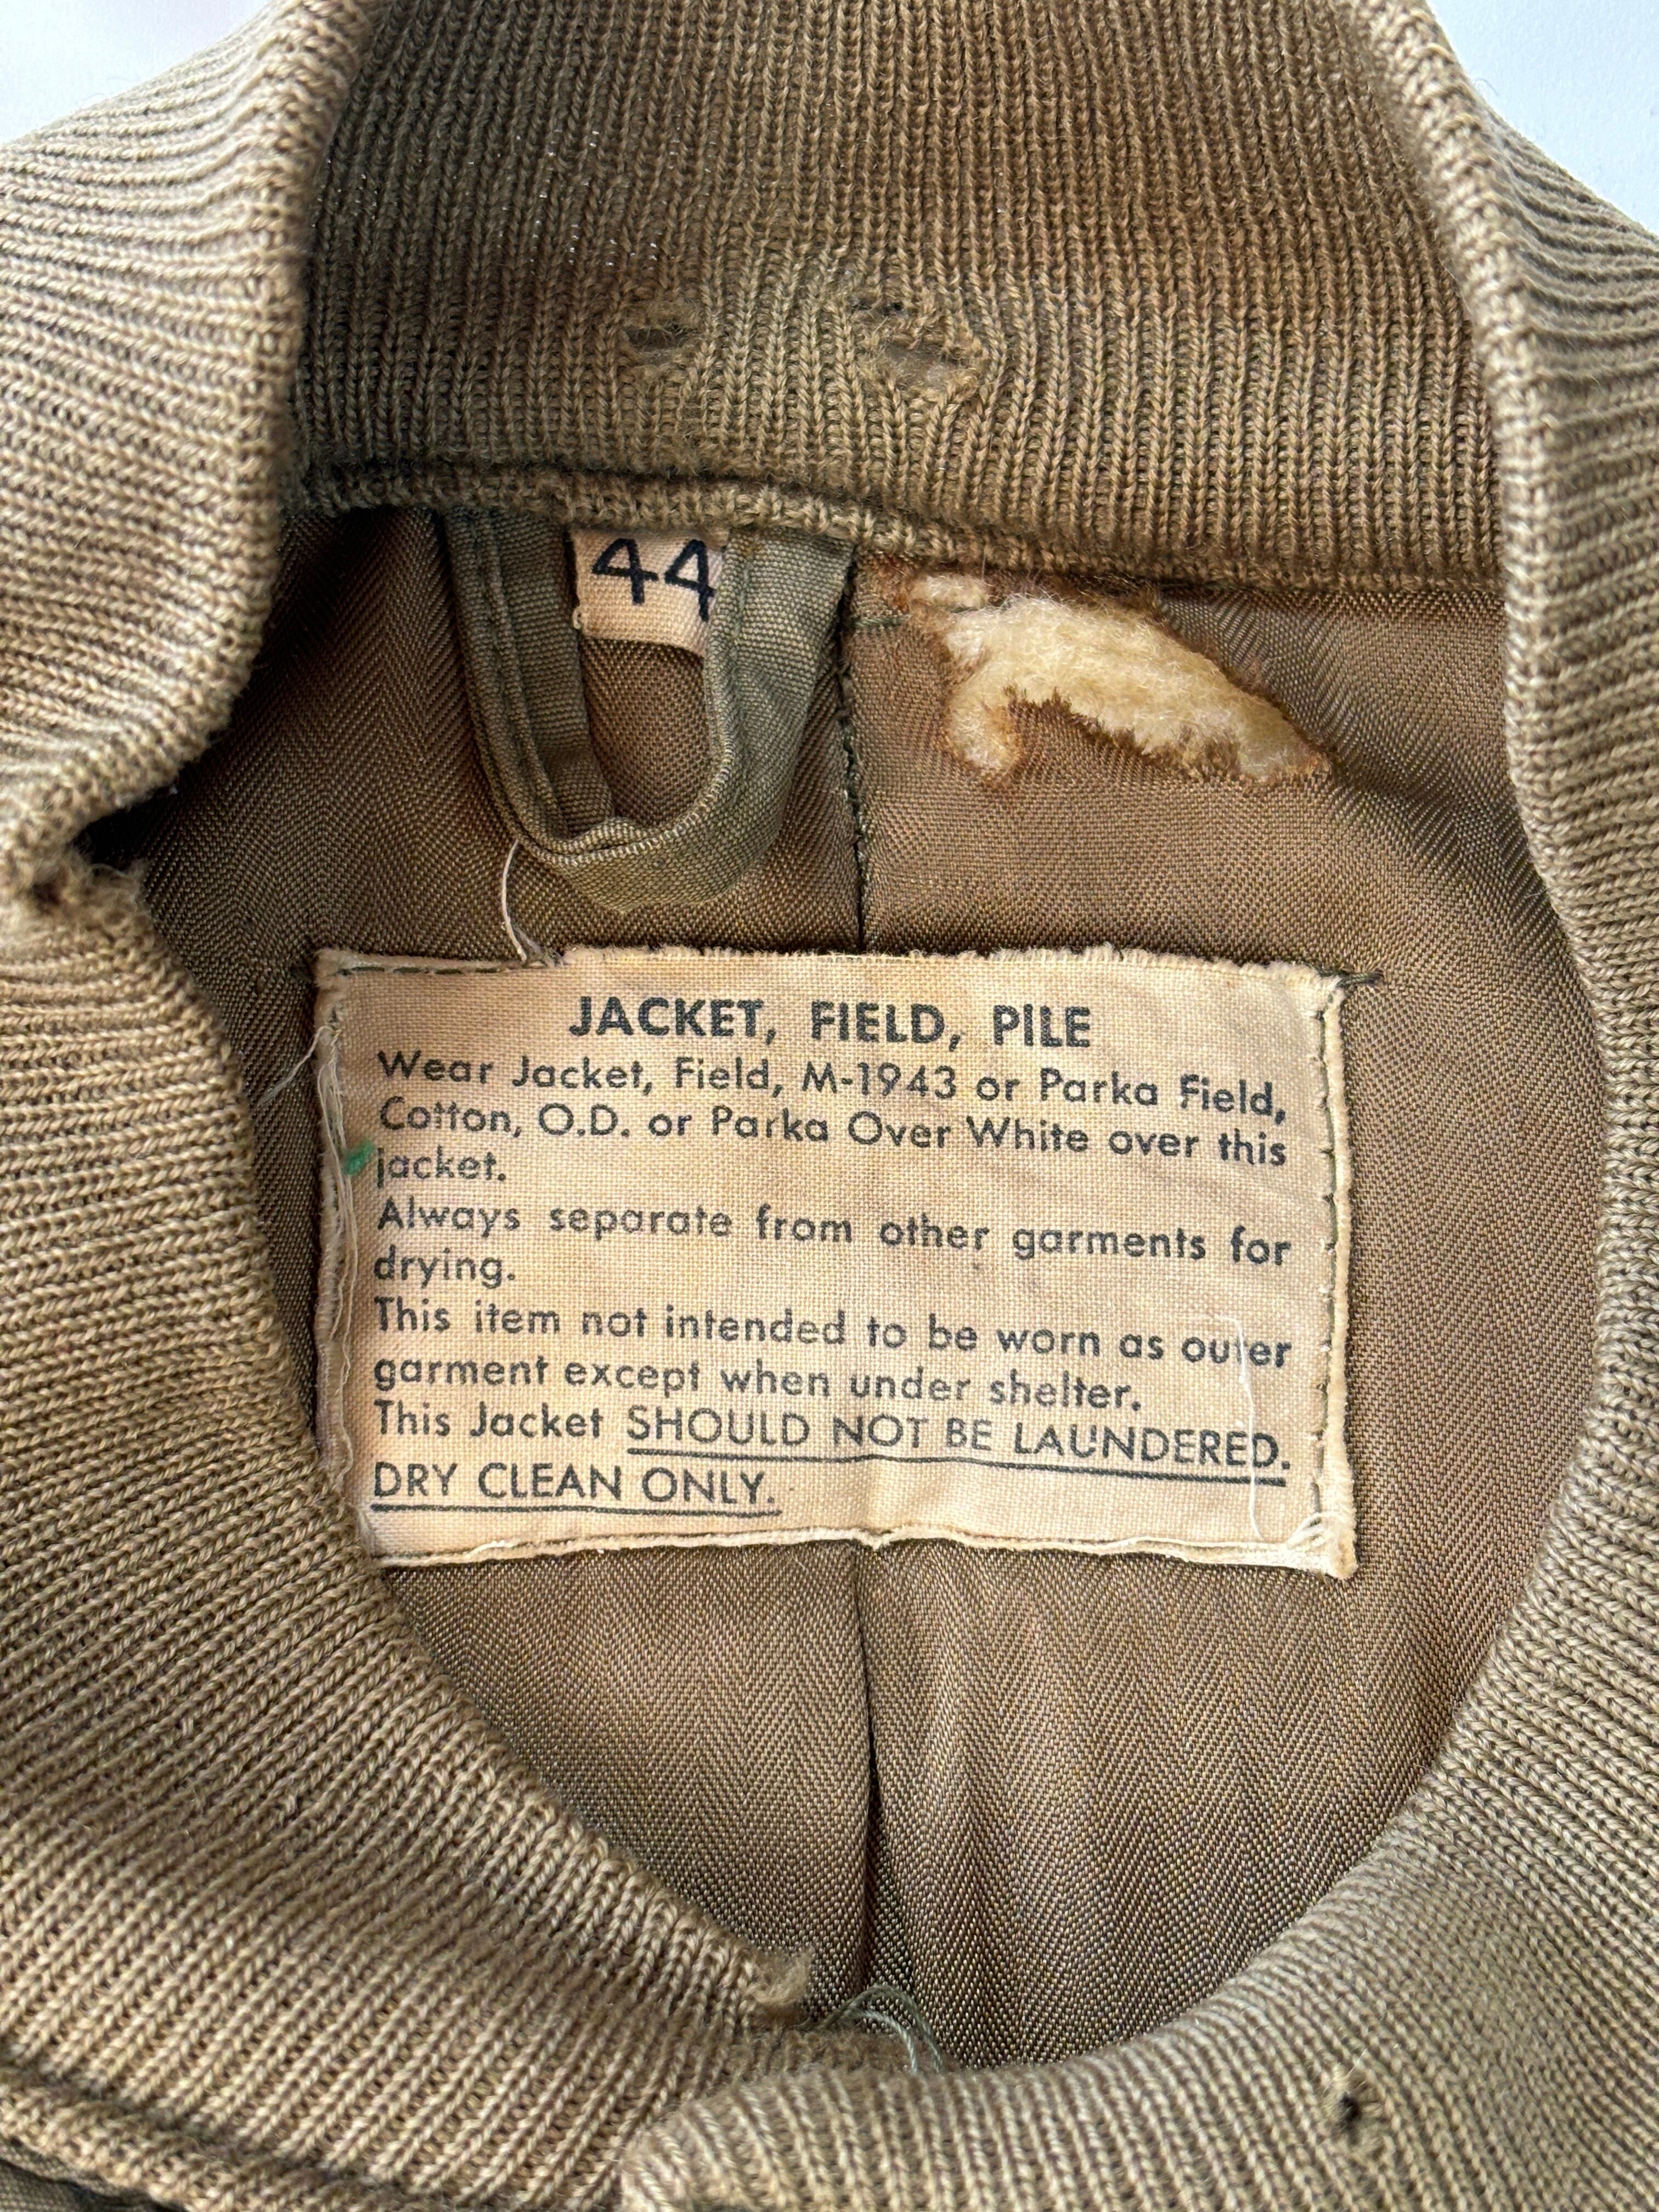 44
JACKET, FIELD, PILE
Wear Jacket, Field, M-1943 or Parka Field,
Cotton, O.D. or Parka Over White over this
jacket.
Always separate from other garments for
drying.
This item not intended to be worn as outer
garment except when under shelter.
This Jacket SHOULD NOT BE LAUNDERED.
DRY CLEAN ONLY.